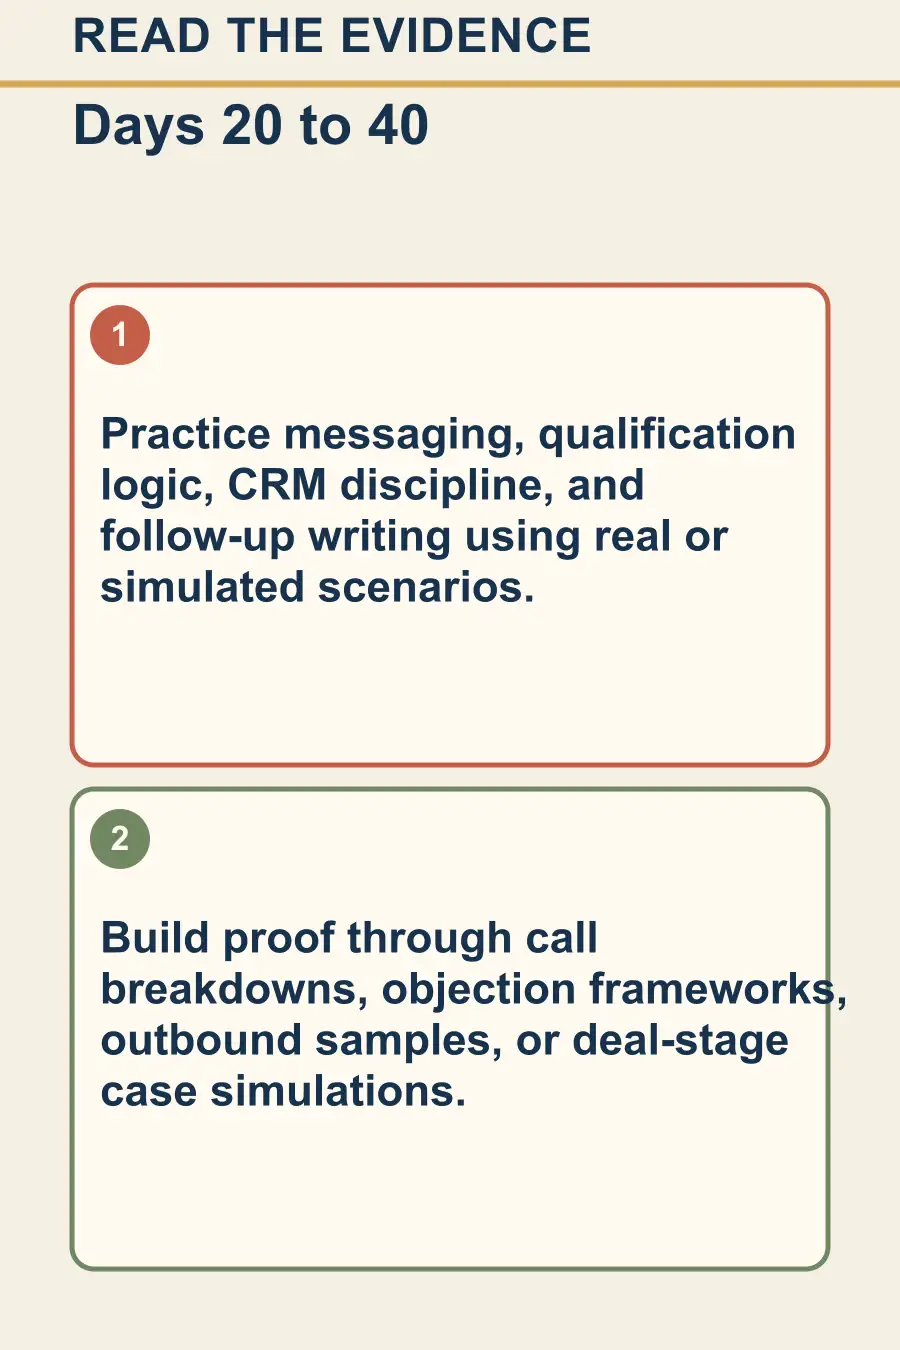 READ THE EVIDENCE
Days 20 to 40
1
Practice messaging, qualification
logic, CRM discipline, and
follow-up writing using real or
simulated scenarios.
2
Build proof through call
breakdowns, objection frameworks,
outbound samples, or deal-stage
case simulations.